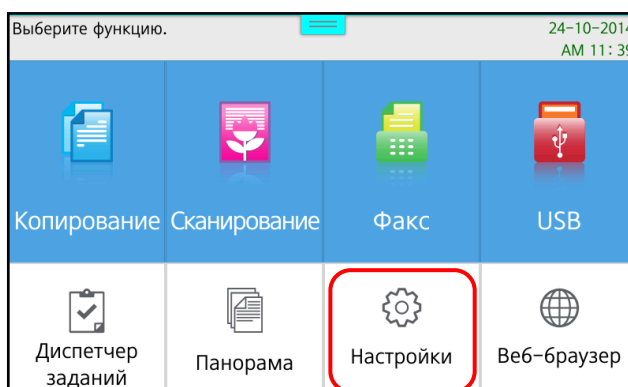 Выберите функцию.
24-10-2014
AM 11:39
Копирование Сканирование Факс USB
Диспетчер заданий
Панорама
Настройки
Веб-браузер